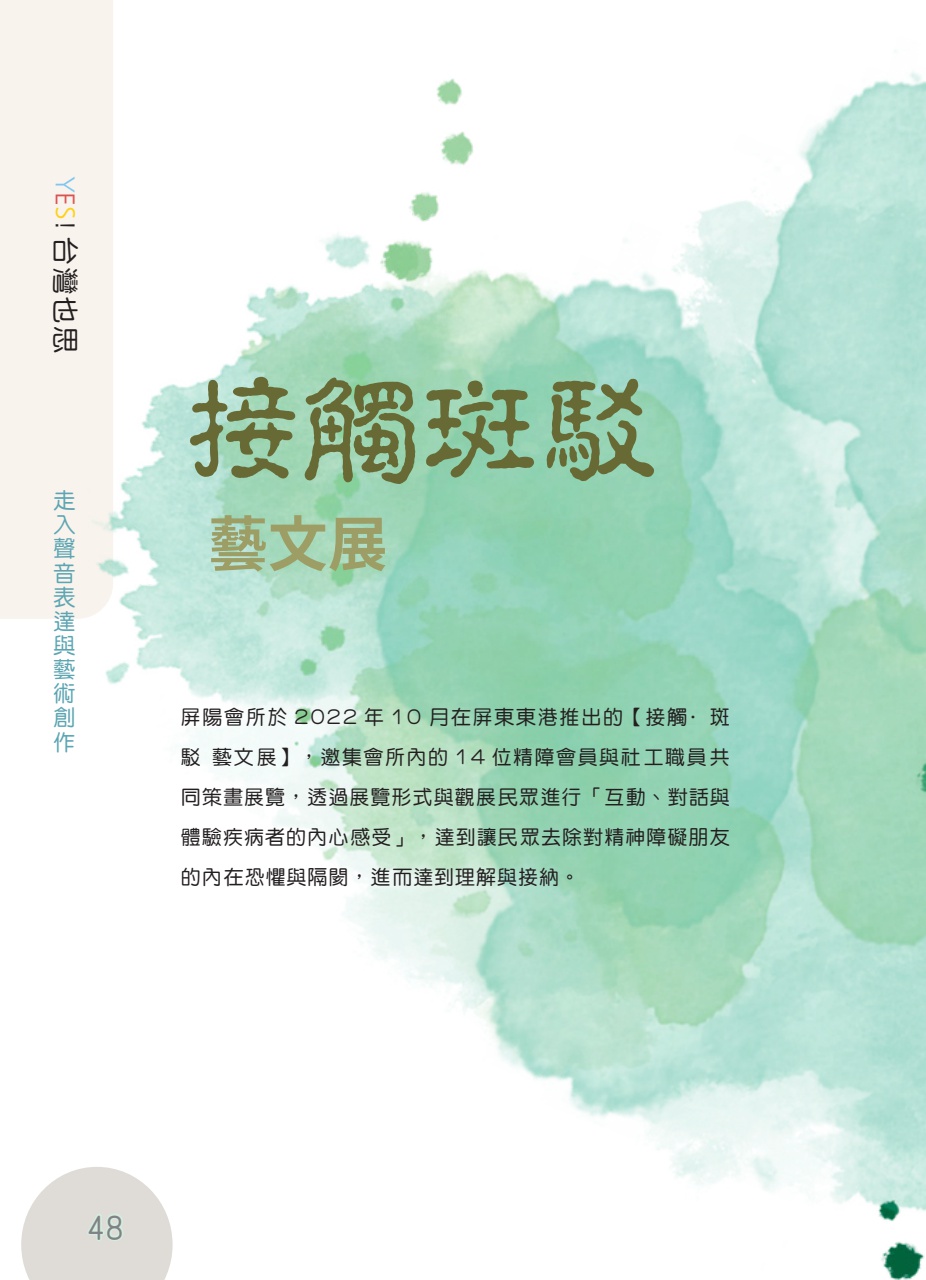 YES! 台灣也思
走入聲音表達與藝術創作
接觸斑駁
藝文展
屏陽會所於 2022 年 10 月在屏東東港推出的【接觸· 斑
駁 藝文展】，邀集會所內的 14 位精障會員與社工職員共
同策畫展覽，透過展覽形式與觀展民眾進行「互動、對話與
體驗疾病者的內心感受」，達到讓民眾去除對精神障礙朋友
的內在恐懼與隔閡，進而達到理解與接納。
48